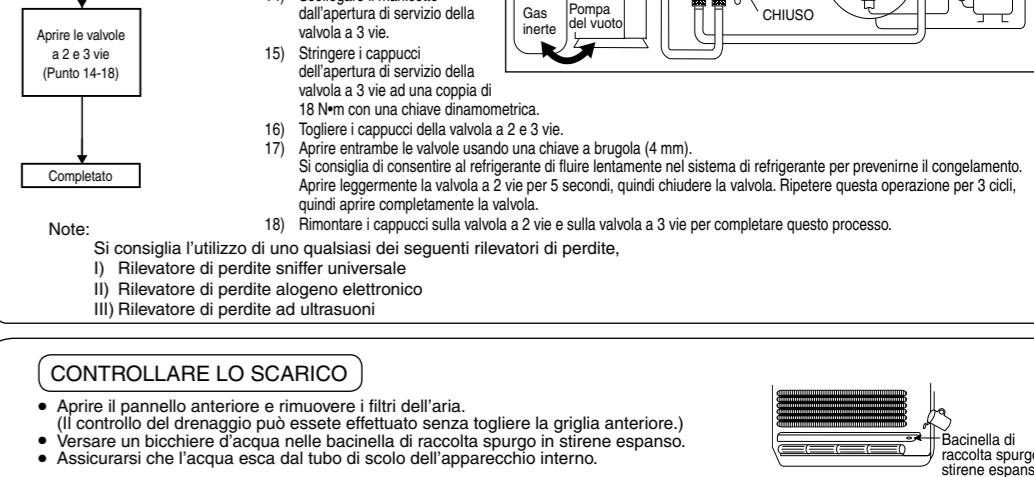 Aprire le valvole
a 2 e 3 vie
(Punto 14-18)
Completato
dall'apertura di servizio della
valvola a 3 vie.
15) Stringere i cappucci
dell'apertura di servizio della
valvola a 3 vie ad una coppia di
18 N•m con una chiave dinamometrica.
16) Togliere i cappucci della valvola a 2 e 3 vie.
17) Aprire entrambe le valvole usando una chiave a brugola (4 mm).
Si consiglia di consentire al refrigerante di fluire lentamente nel sistema di refrigerante per prevenirne il congelamento.
Aprire leggermente la valvola a 2 vie per 5 secondi, quindi chiudere la valvola. Ripetere questa operazione per 3 cicli,
quindi aprire completamente la valvola.
18) Rimontare i cappucci sulla valvola a 2 vie e sulla valvola a 3 vie per completare questo processo.
Gas
inerte
Pompa
del vuoto
CHIUSO
Note:
Si consiglia l'utilizzo di uno qualsiasi dei seguenti rilevatori di perdite,
I) Rilevatore di perdite sniffer universale
II) Rilevatore di perdite alogeno elettronico
III) Rilevatore di perdite ad ultrasuoni
CONTROLLARE LO SCARICO
• Aprire il pannello anteriore e rimuovere i filtri dell'aria.
(Il controllo del drenaggio può essete effettuato senza togliere la griglia anteriore.)
• Versare un bicchiere d'acqua nelle bacinella di raccolta spurgo in stirene espanso.
• Assicurarsi che l'acqua esca dal tubo di scolo dell'apparecchio interno.
Bacinella di
raccolta spurgo
stirene espans